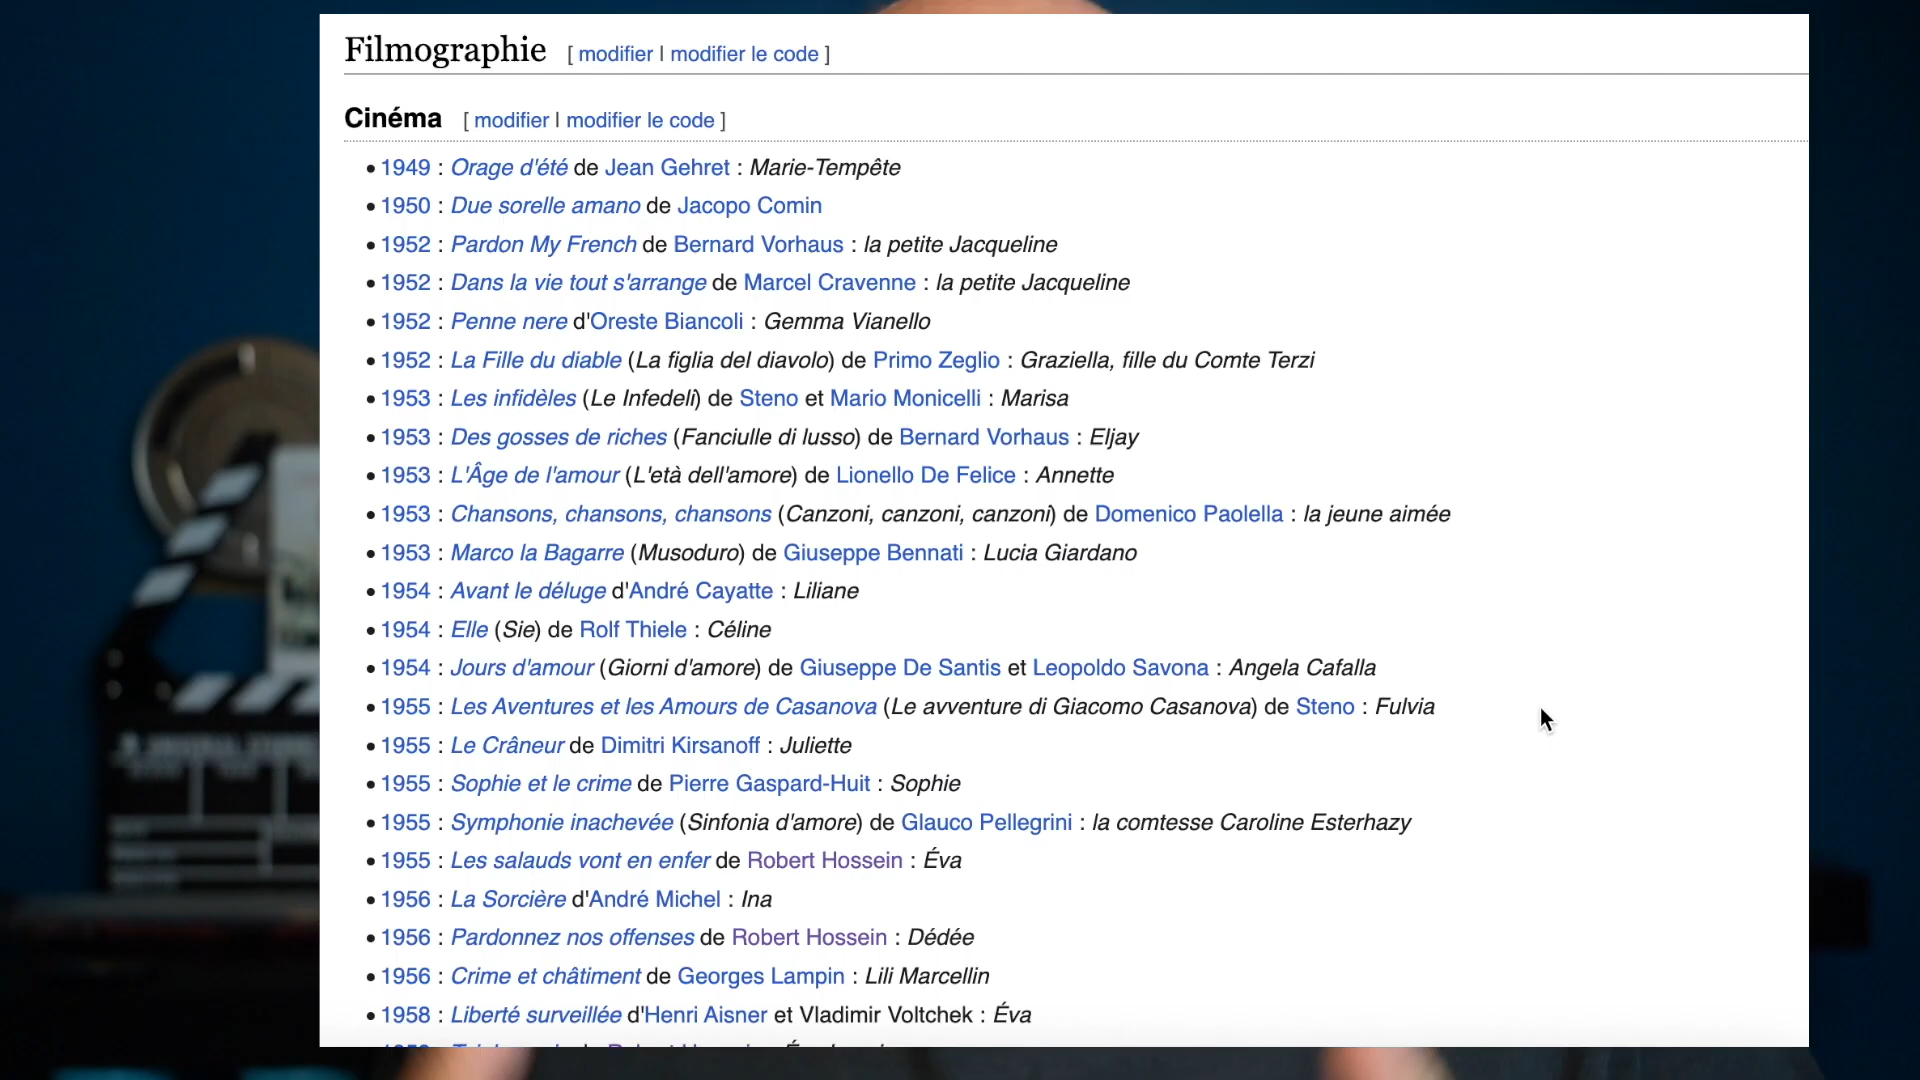 Filmographie [ modifier | modifier le code ]
Cinéma [ modifier | modifier le code ]
• 1949 : Orage d'été de Jean Gehret : Marie-Tempête
• 1950 : Due sorelle amano de Jacopo Comin
• 1952 : Pardon My French de Bernard Vorhaus : la petite Jacqueline
• 1952 : Dans la vie tout s'arrange de Marcel Cravenne : la petite Jacqueline
• 1952 : Penne nere d'Oreste Biancoli : Gemma Vianello
• 1952 : La Fille du diable (La figlia del diavolo) de Primo Zeglio : Graziella, fille du Comte Terzi
• 1953 : Les infidèles (Le Infedeli) de Steno et Mario Monicelli : Marisa
• 1953 : Des gosses de riches (Fanciulle di lusso) de Bernard Vorhaus : Eljay
• 1953 : L'Âge de l'amour (L'età dell'amore) de Lionello De Felice : Annette
• 1953 : Chansons, chansons, chansons (Canzoni, canzoni, canzoni) de Domenico Paolella : la jeune aimée
• 1953 : Marco la Bagarre (Musoduro) de Giuseppe Bennati : Lucia Giardano
• 1954 : Avant le déluge d'André Cayatte : Liliane
• 1954 : Elle (Sie) de Rolf Thiele : Céline
• 1954 : Jours d'amour (Giorni d'amore) de Giuseppe De Santis et Leopoldo Savona : Angela Cafalla
• 1955 : Les Aventures et les Amours de Casanova (Le avventure di Giacomo Casanova) de Steno : Fulvia
• 1955 : Le Crâneur de Dimitri Kirsanoff : Juliette
• 1955 : Sophie et le crime de Pierre Gaspard-Huit : Sophie
• 1955 : Symphonie inachevée (Sinfonia d'amore) de Glauco Pellegrini : la comtesse Caroline Esterhazy
• 1955 : Les salauds vont en enfer de Robert Hossein : Éva
• 1956 : La Sorcière d'André Michel : Ina
• 1956 : Pardonnez nos offenses de Robert Hossein : Dédée
• 1956 : Crime et châtiment de Georges Lampin : Lili Marcellin
• 1958 : Liberté surveillée d'Henri Aisner et Vladimir Voltchek : Éva